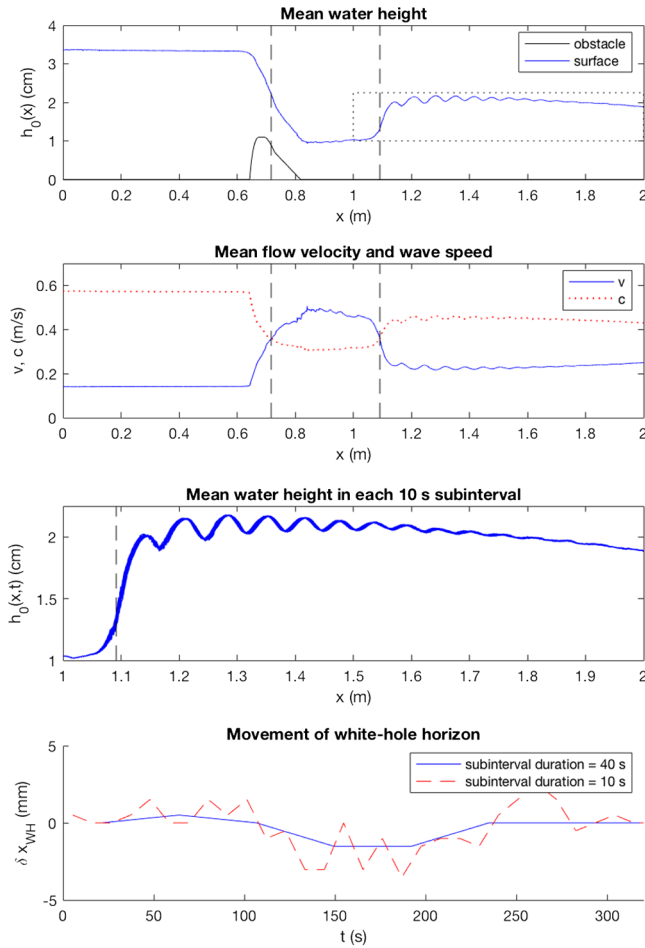 Mean water height
4
3
2
1
0
h0(x) (cm)
obstacle
surface
0 0.2 0.4 0.6 0.8 1 1.2 1.4 1.6 1.8 2
x (m)
Mean flow velocity and wave speed
0.6
0.4
0.2
0
v, c (m/s)
v
c
0 0.2 0.4 0.6 0.8 1 1.2 1.4 1.6 1.8 2
x (m)
Mean water height in each 10 s subinterval
2
1.5
1
h0(x,t) (cm)
1 1.1 1.2 1.3 1.4 1.5 1.6 1.7 1.8 1.9 2
x (m)
Movement of white-hole horizon
5
0
-5
δ xWH (mm)
subinterval duration = 40 s
subinterval duration = 10 s
0 50 100 150 200 250 300
t (s)